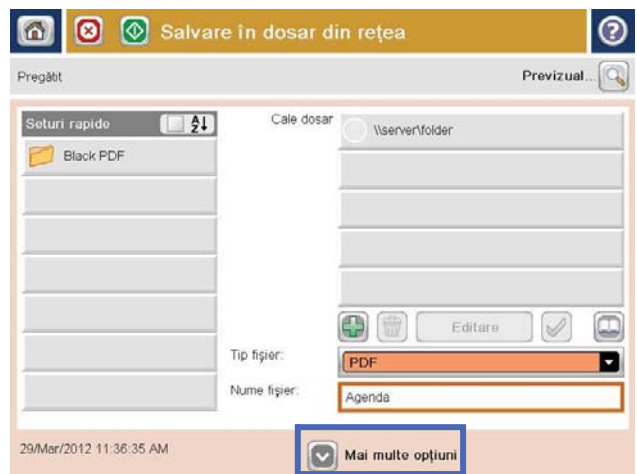 Salvare în dosar din rețea
?
Pregătit
Previzual...
Seturi rapide
A
Z
Cale dosar
\\server\folder
Black PDF
Editare
Tip fișier:
PDF
Nume fișier:
Agenda
29/Mar/2012 11:36:35 AM
Mai multe opțiuni